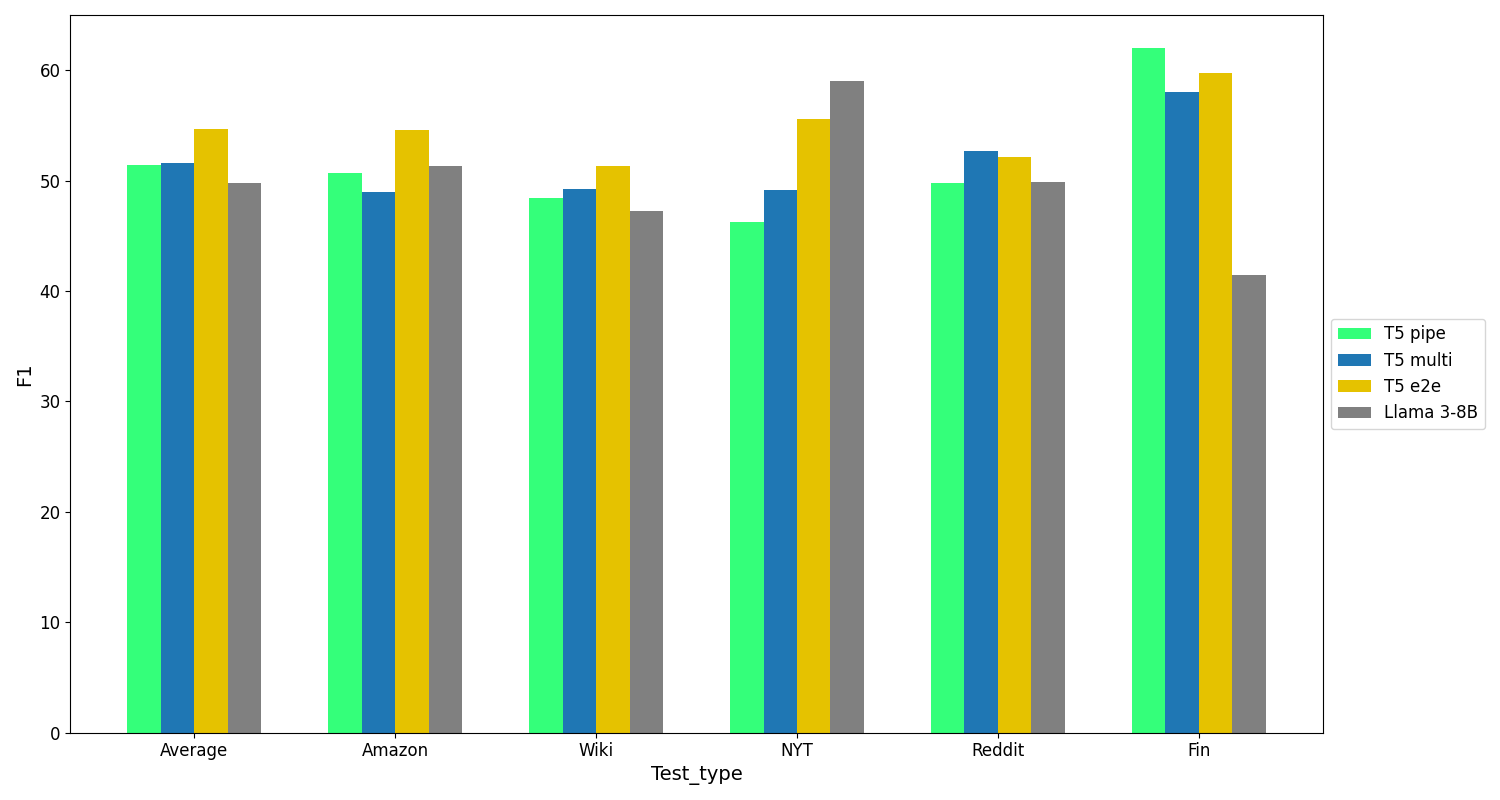 60
50
40
30
20
10
0
F1
Average Amazon Wiki NYT Reddit Fin
Test_type
T5 pipe
T5 multi
T5 e2e
Llama 3-8B